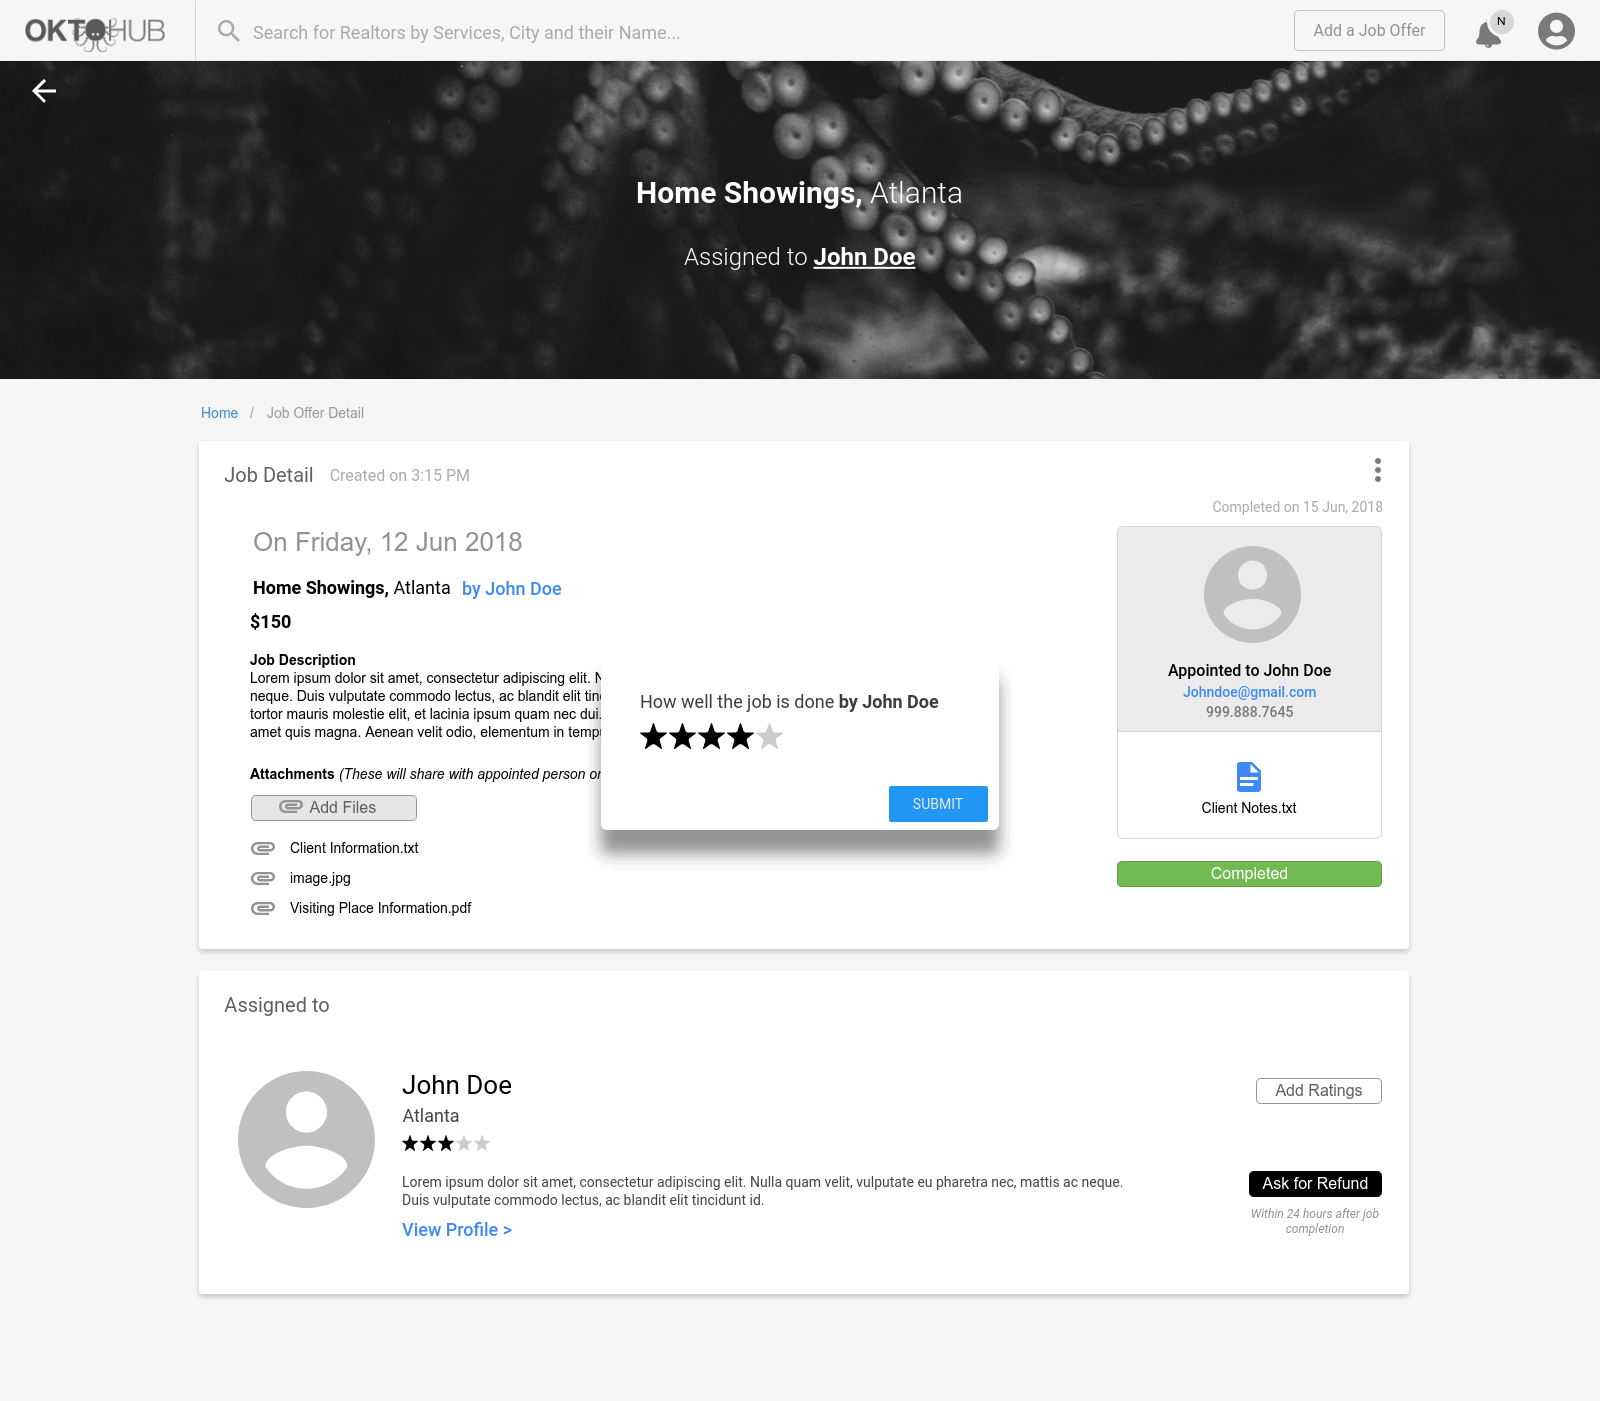 OKTOHUB
Search for Realtors by Services, City and their Name...
Add a Job Offer
N
Home Showings, Atlanta
Assigned to John Doe
Home / Job Offer Detail
Job Detail Created on 3:15 PM
Completed on 15 Jun, 2018
On Friday, 12 Jun 2018
Home Showings, Atlanta by John Doe
$150
Job Description
Lorem ipsum dolor sit amet, consectetur adipiscing elit.
neque. Duis vulputate commodo lectus, ac blandit elit
tortor mauris molestie elit, et lacinia ipsum quam nec dui.
amet quis magna. Aenean velit odio, elementum in
Attachments (These will share with appointed person
Add Files
Client Information.txt
image.jpg
Visiting Place Information.pdf
How well the job is done by John Doe
SUBMIT
Appointed to John Doe
Johndoe@gmail.com
999.888.7645
Client Notes.txt
Completed
Assigned to
John Doe
Atlanta
Lorem ipsum dolor sit amet, consectetur adipiscing elit. Nulla quam velit, vulputate eu pharetra nec, mattis ac neque.
Duis vulputate commodo lectus, ac blandit elit tincidunt id.
View Profile >
Add Ratings
Ask for Refund
Within 24 hours after job
completion